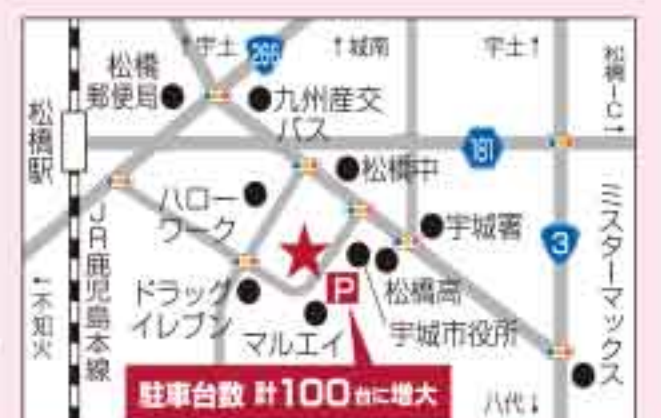 ↑宇土
266
↑城南
宇土↑
松橋IC→
松橋
郵便局
九州産交
バス
松橋駅
181
松橋中
ハロー
ワーク
宇城署
3
ミスターマックス
JR鹿児島本線
←不知火
ドラッグ
イレブン
P
松橋高
宇城市役所
マルエイ
駐車台数 計100台に増大
八代↓